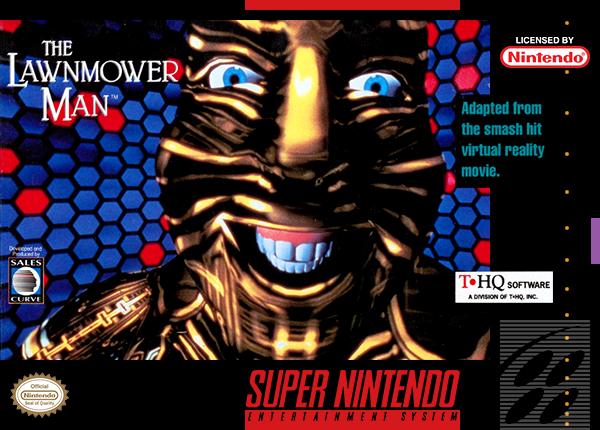 THE
LAWNMOWER
MAN™
LICENSED BY
Nintendo®
Adapted from
the smash hit
virtual reality
movie.
Developed and
Produced by
SALES
CURVE
T•HQ SOFTWARE
A DIVISION OF T•HQ, INC.
Official
Nintendo
Seal of Quality
SUPER NINTENDO
ENTERTAINMENT SYSTEM